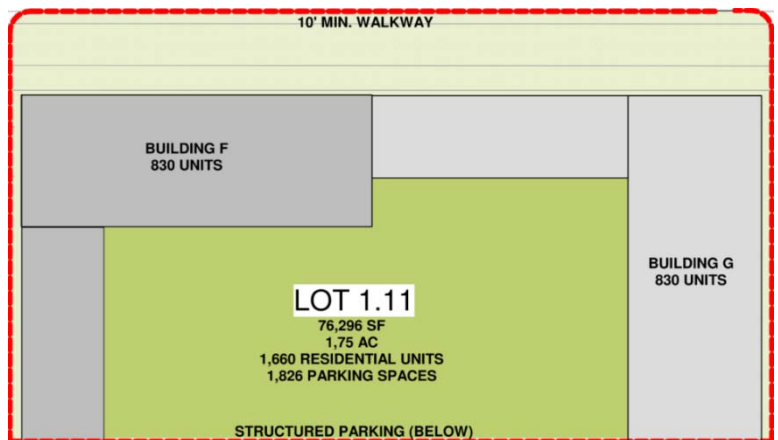 10' MIN. WALKWAY
BUILDING F
830 UNITS
BUILDING G
830 UNITS
LOT 1.11
76,296 SF
1,75 AC
1,660 RESIDENTIAL UNITS
1,826 PARKING SPACES
STRUCTURED PARKING (BELOW)